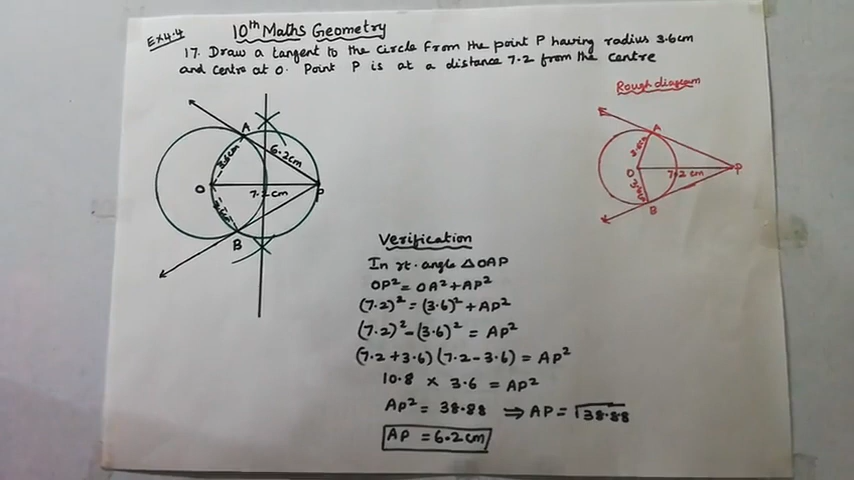 Ex 4.4
10th Maths Geometry
17. Draw a tangent to the circle from the point P having radius 3.6cm
and centre at O. Point P is at a distance 7.2 from the centre
Rough diagram
A
6.2cm
3.6cm
O
7.2cm
P
3.6cm
B
A
3.6cm
O
7.2cm
P
3.6cm
B
Verification
In rt. angle △OAP
OP² = OA² + AP²
(7.2)² = (3.6)² + AP²
(7.2)² - (3.6)² = AP²
(7.2 + 3.6) (7.2 - 3.6) = AP²
10.8 × 3.6 = AP²
AP² = 38.88 ⇒ AP = √38.88
AP = 6.2cm